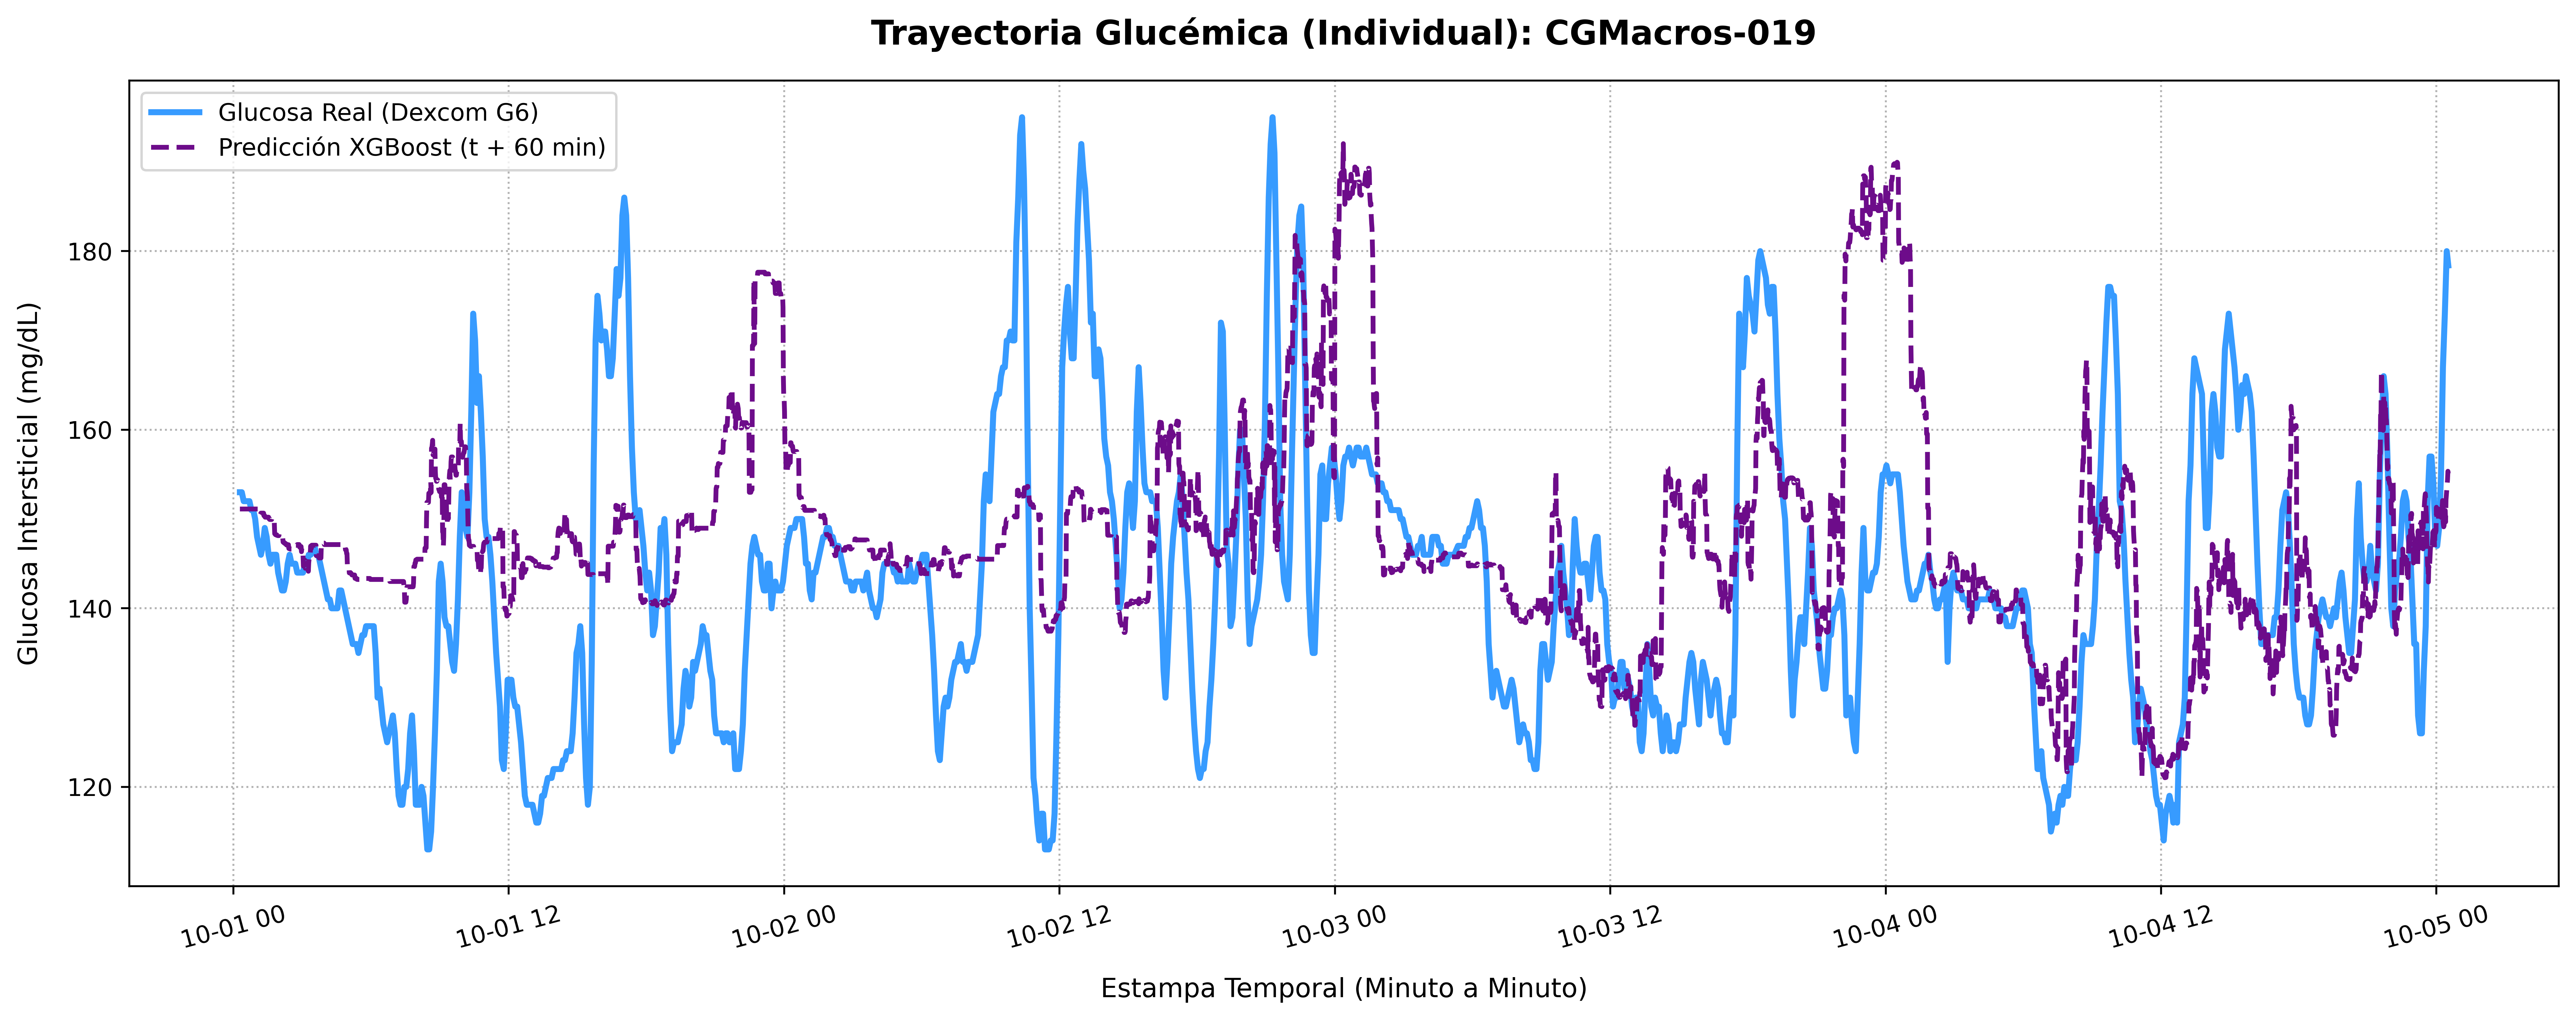 Trayectoria Glucémica (Individual): CGMacros-019
Glucosa Real (Dexcom G6)
Predicción XGBoost (t + 60 min)
Glucosa Intersticial (mg/dL)
180
160
140
120
10-01 00
10-01 12
10-02 00
10-02 12
10-03 00
10-03 12
10-04 00
10-04 12
10-05 00
Estampa Temporal (Minuto a Minuto)